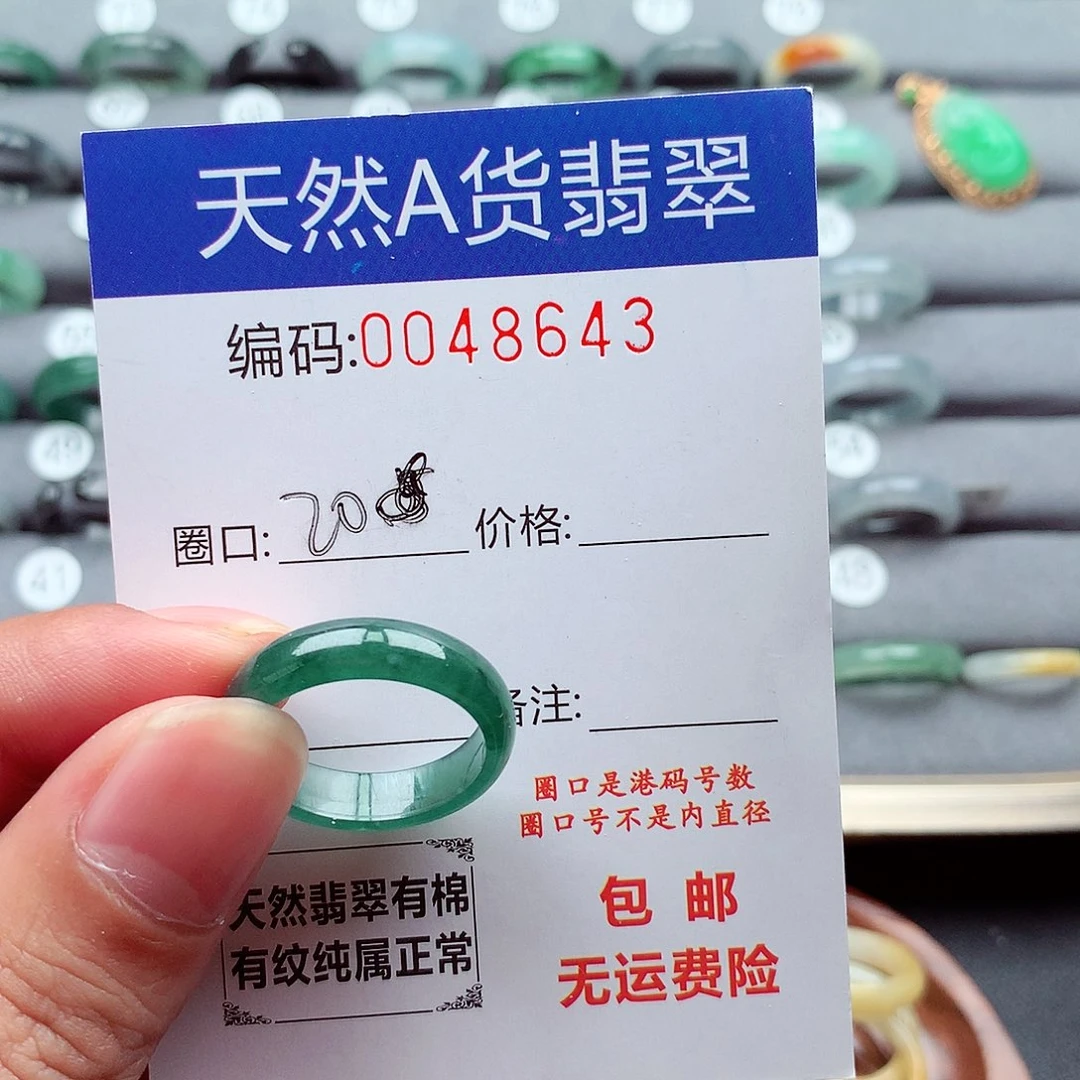 天然A货翡翠
编码:0048643
圈口: 20 价格:
备注:
圈口是港码号数
圈口号不是内直径
天然翡翠有棉
有纹纯属正常
包 邮
无运费险
49
41